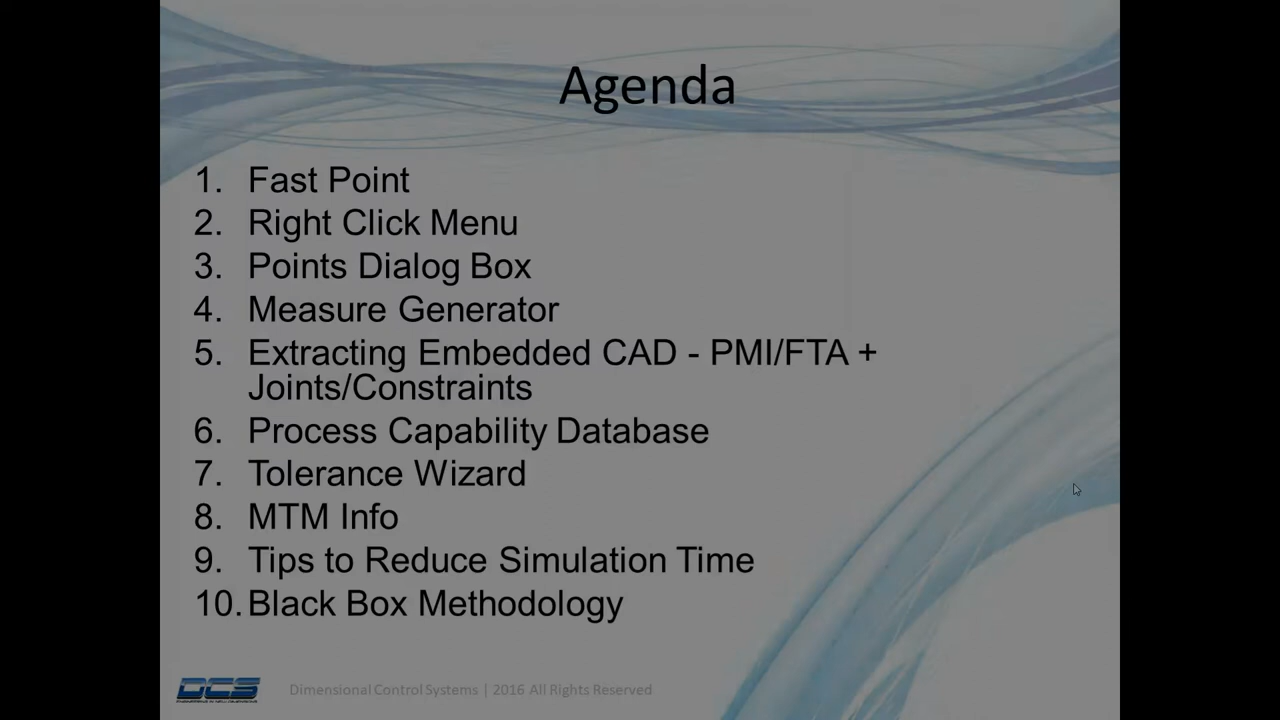 Agenda
1. Fast Point
2. Right Click Menu
3. Points Dialog Box
4. Measure Generator
5. Extracting Embedded CAD - PMI/FTA +
Joints/Constraints
6. Process Capability Database
7. Tolerance Wizard
8. MTM Info
9. Tips to Reduce Simulation Time
10. Black Box Methodology
DCS
Dimensional Control Systems | 2016 All Rights Reserved